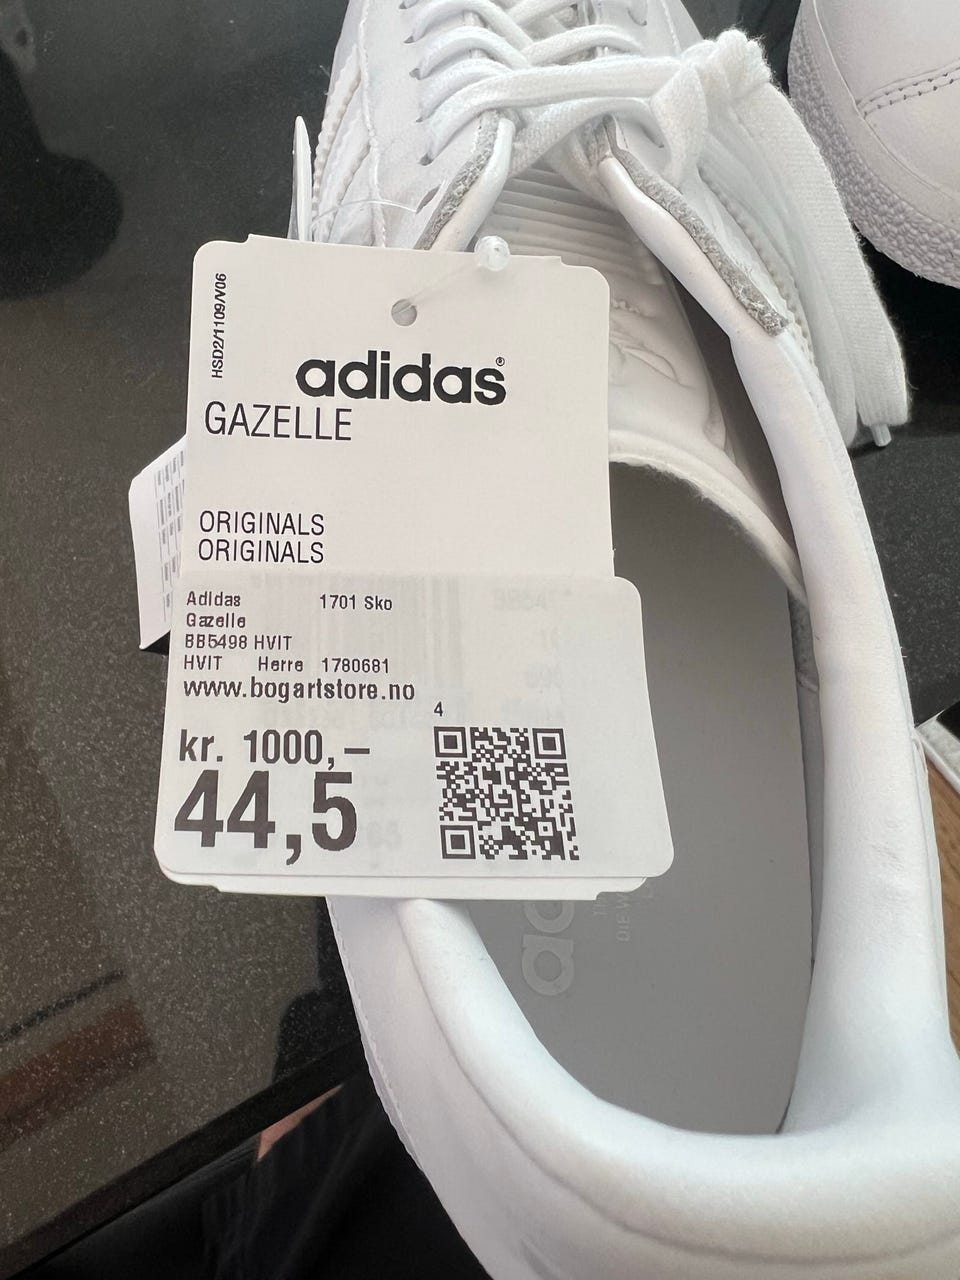 HSD2/1109/V06
adidas®
GAZELLE
ORIGINALS
ORIGINALS
Adidas 1701 Sko
Gazelle
BB5498 HVIT
HVIT Herre 1780681
www.bogartstore.no
4
kr. 1000,–
44,5